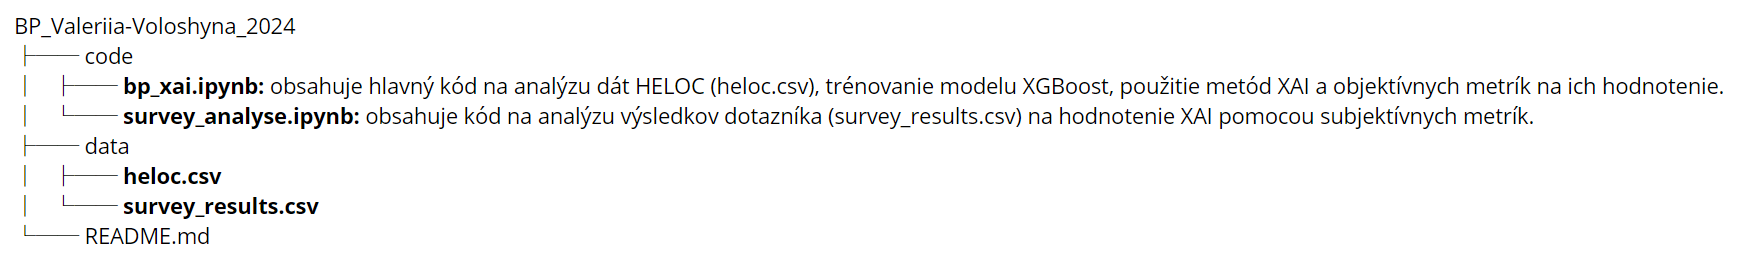 BP_Valeriia-Voloshyna_2024
code
bp_xai.ipynb: obsahuje hlavný kód na analýzu dát HELOC (heloc.csv), trénovanie modelu XGBoost, použitie metód XAI a objektívnych metrík na ich hodnotenie.
survey_analyse.ipynb: obsahuje kód na analýzu výsledkov dotazníka (survey_results.csv) na hodnotenie XAI pomocou subjektívnych metrík.
data
heloc.csv
survey_results.csv
README.md